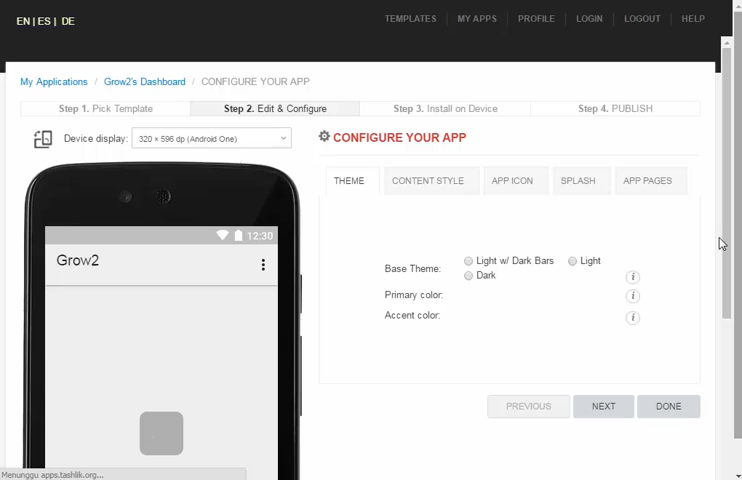 EN | ES | DE
TEMPLATES MY APPS PROFILE LOGIN LOGOUT HELP
My Applications / Grow2's Dashboard / CONFIGURE YOUR APP
Step 1. Pick Template Step 2. Edit & Configure Step 3. Install on Device Step 4. PUBLISH
Device display: 320 × 596 dp (Android One)
CONFIGURE YOUR APP
THEME CONTENT STYLE APP ICON SPLASH APP PAGES
12:30
Grow2
Base Theme: Light w/ Dark Bars Light
Dark
i
Primary color: i
Accent color: i
PREVIOUS NEXT DONE
Menunggu apps.tashlik.org...